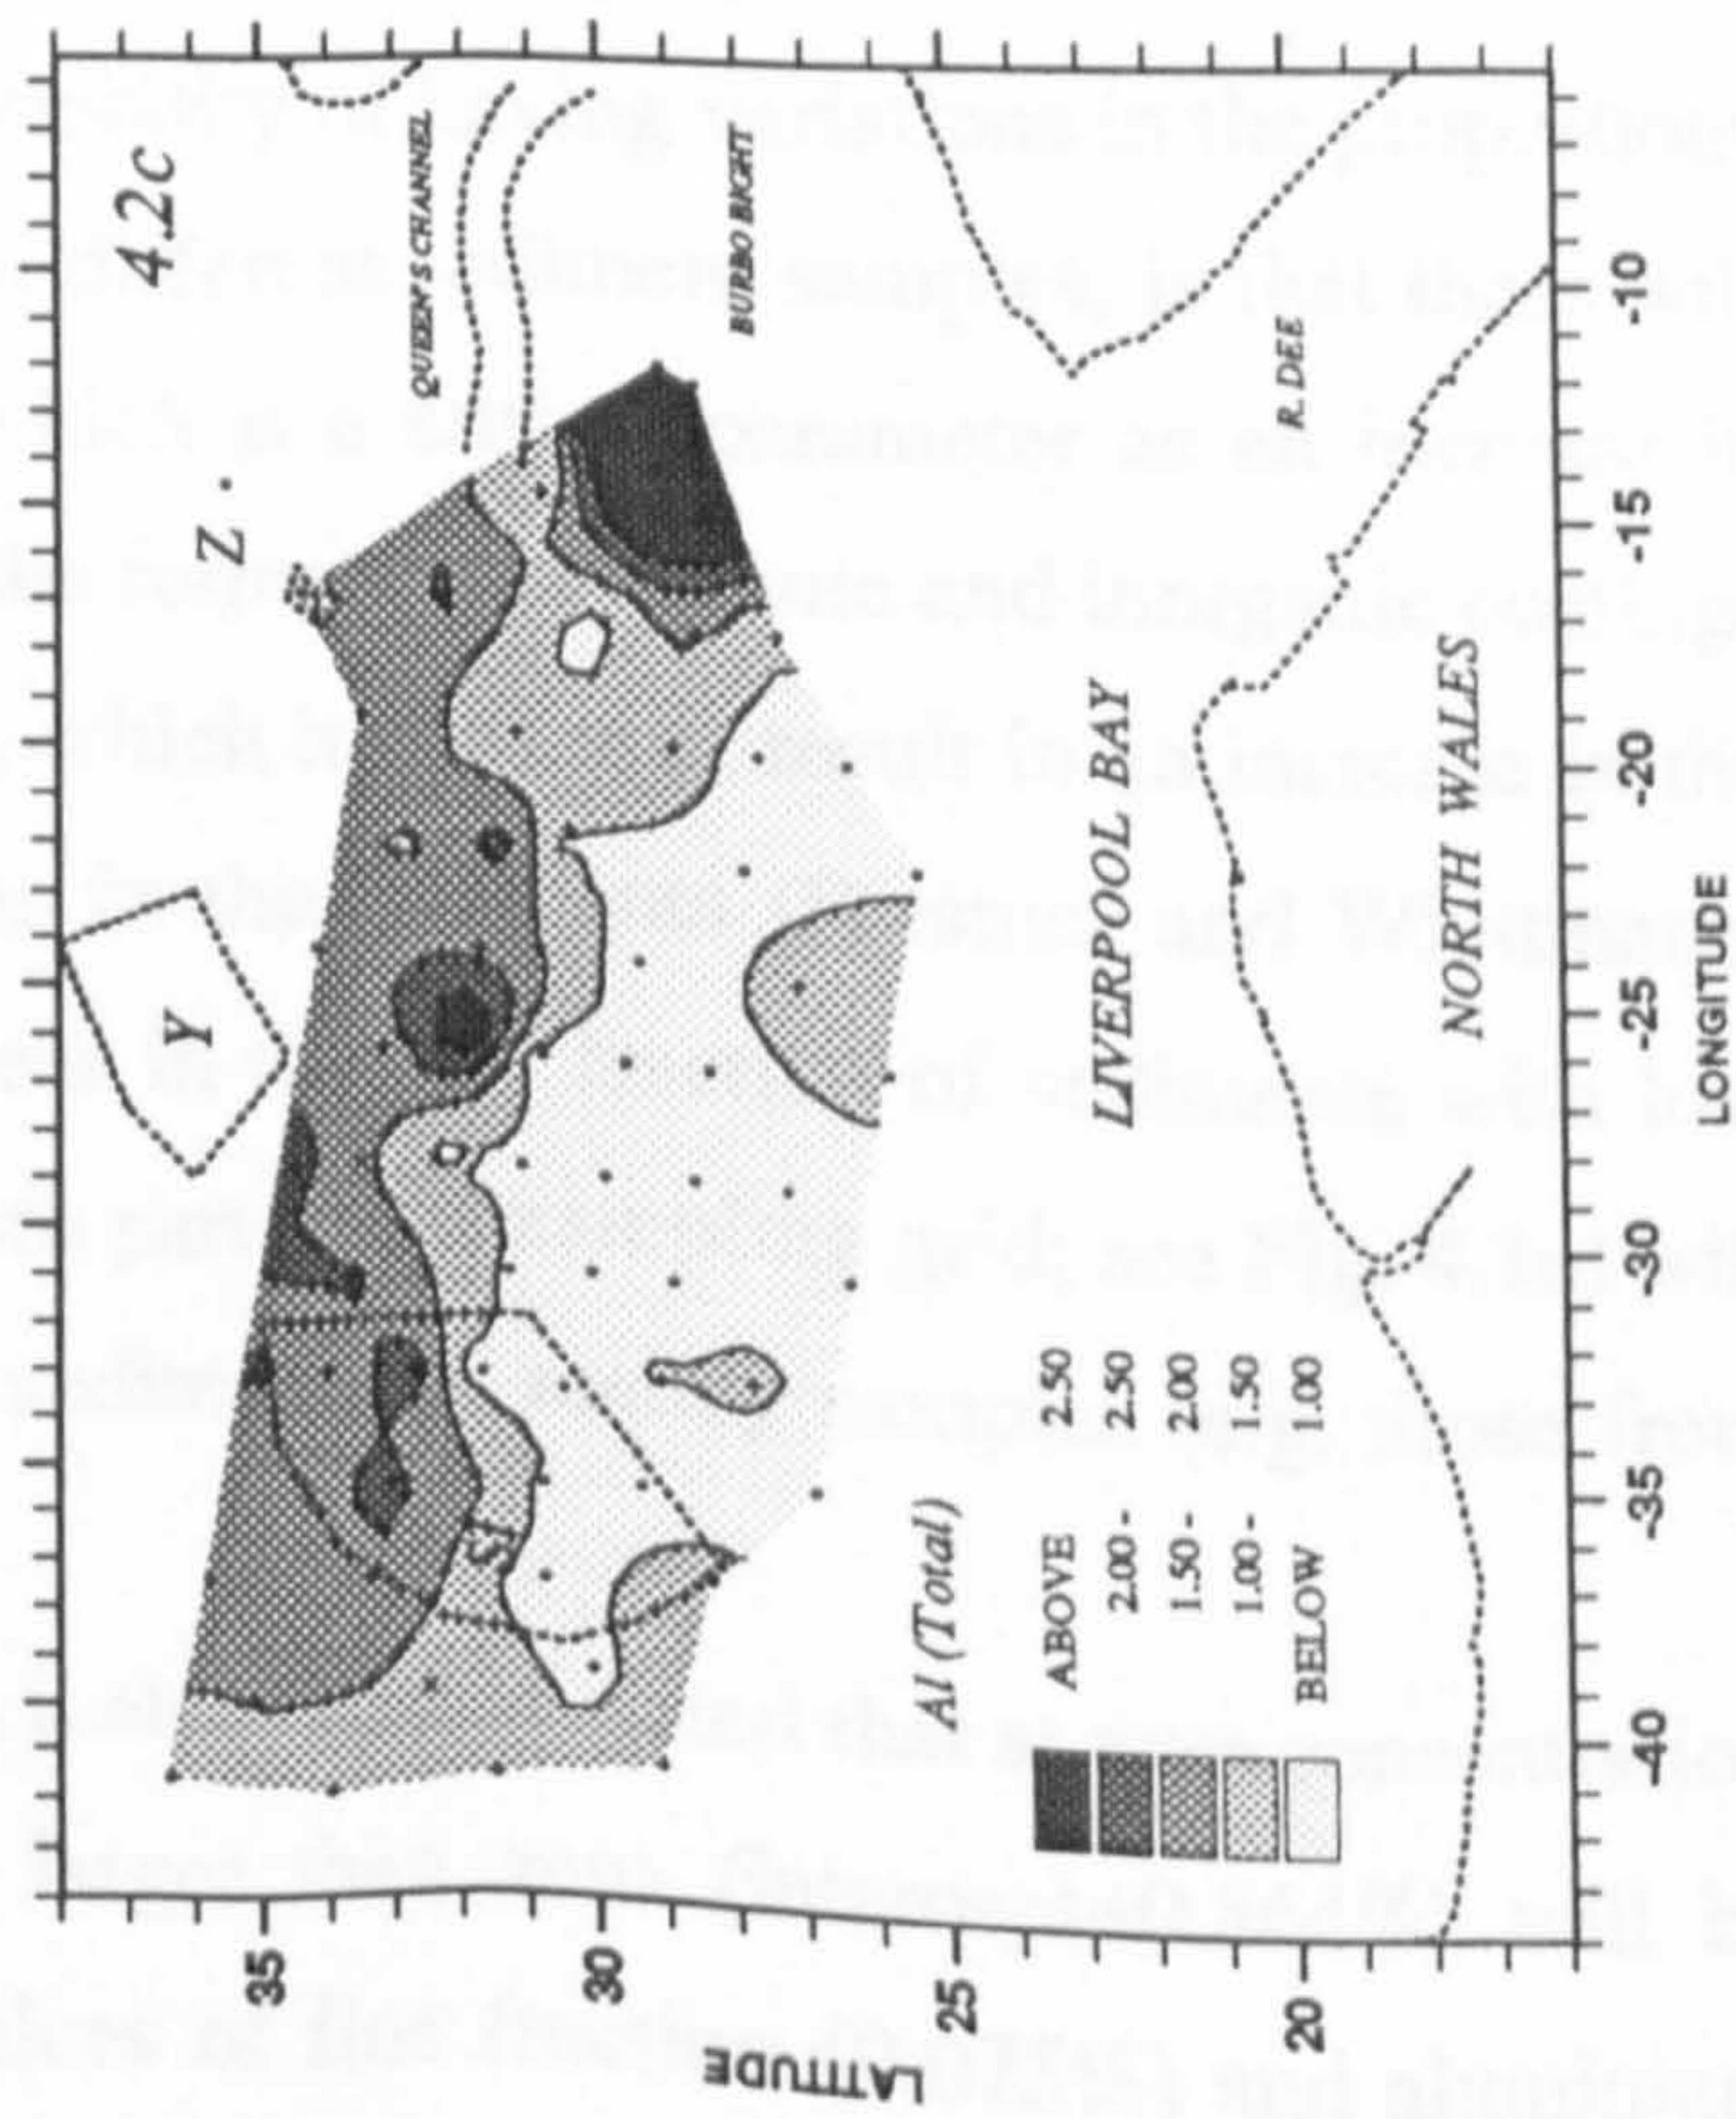 4.2c
Z
Y
QUEEN'S CHANNEL
BURBO BIGHT
R. DEE
LIVERPOOL BAY
NORTH WALES
SI
Al (Total)
ABOVE 2.50
2.00 - 2.50
1.50 - 2.00
1.00 - 1.50
BELOW 1.00
LATITUDE
35
30
25
20
-40
-35
-30
-25
-20
-15
-10
LONGITUDE